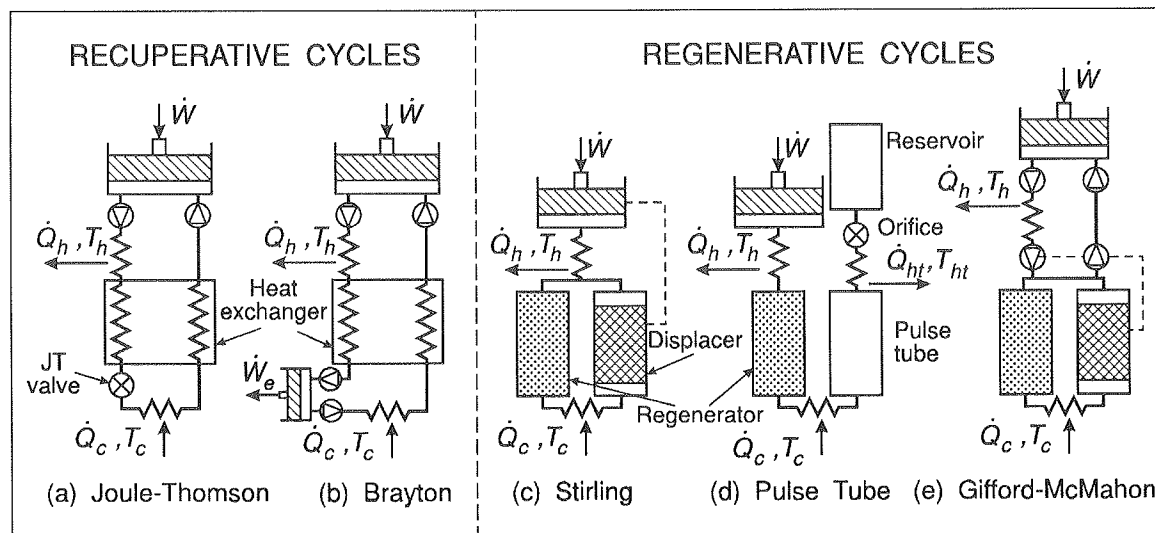 RECUPERATIVE CYCLES
Ẇ
Ẇ
Q̇h , Th
Q̇h , Th
Heat
exchanger
JT
valve
Ẇe
Q̇c , Tc
Q̇c , Tc
(a) Joule-Thomson
(b) Brayton
REGENERATIVE CYCLES
Ẇ
Ẇ
Reservoir
Ẇ
Q̇h , Th
Q̇h , Th
Orifice
Q̇ht, Tht
Q̇h , Th
Displacer
Pulse
tube
Regenerator
Q̇c , Tc
Q̇c , Tc
Q̇c , Tc
(c) Stirling
(d) Pulse Tube
(e) Gifford-McMahon